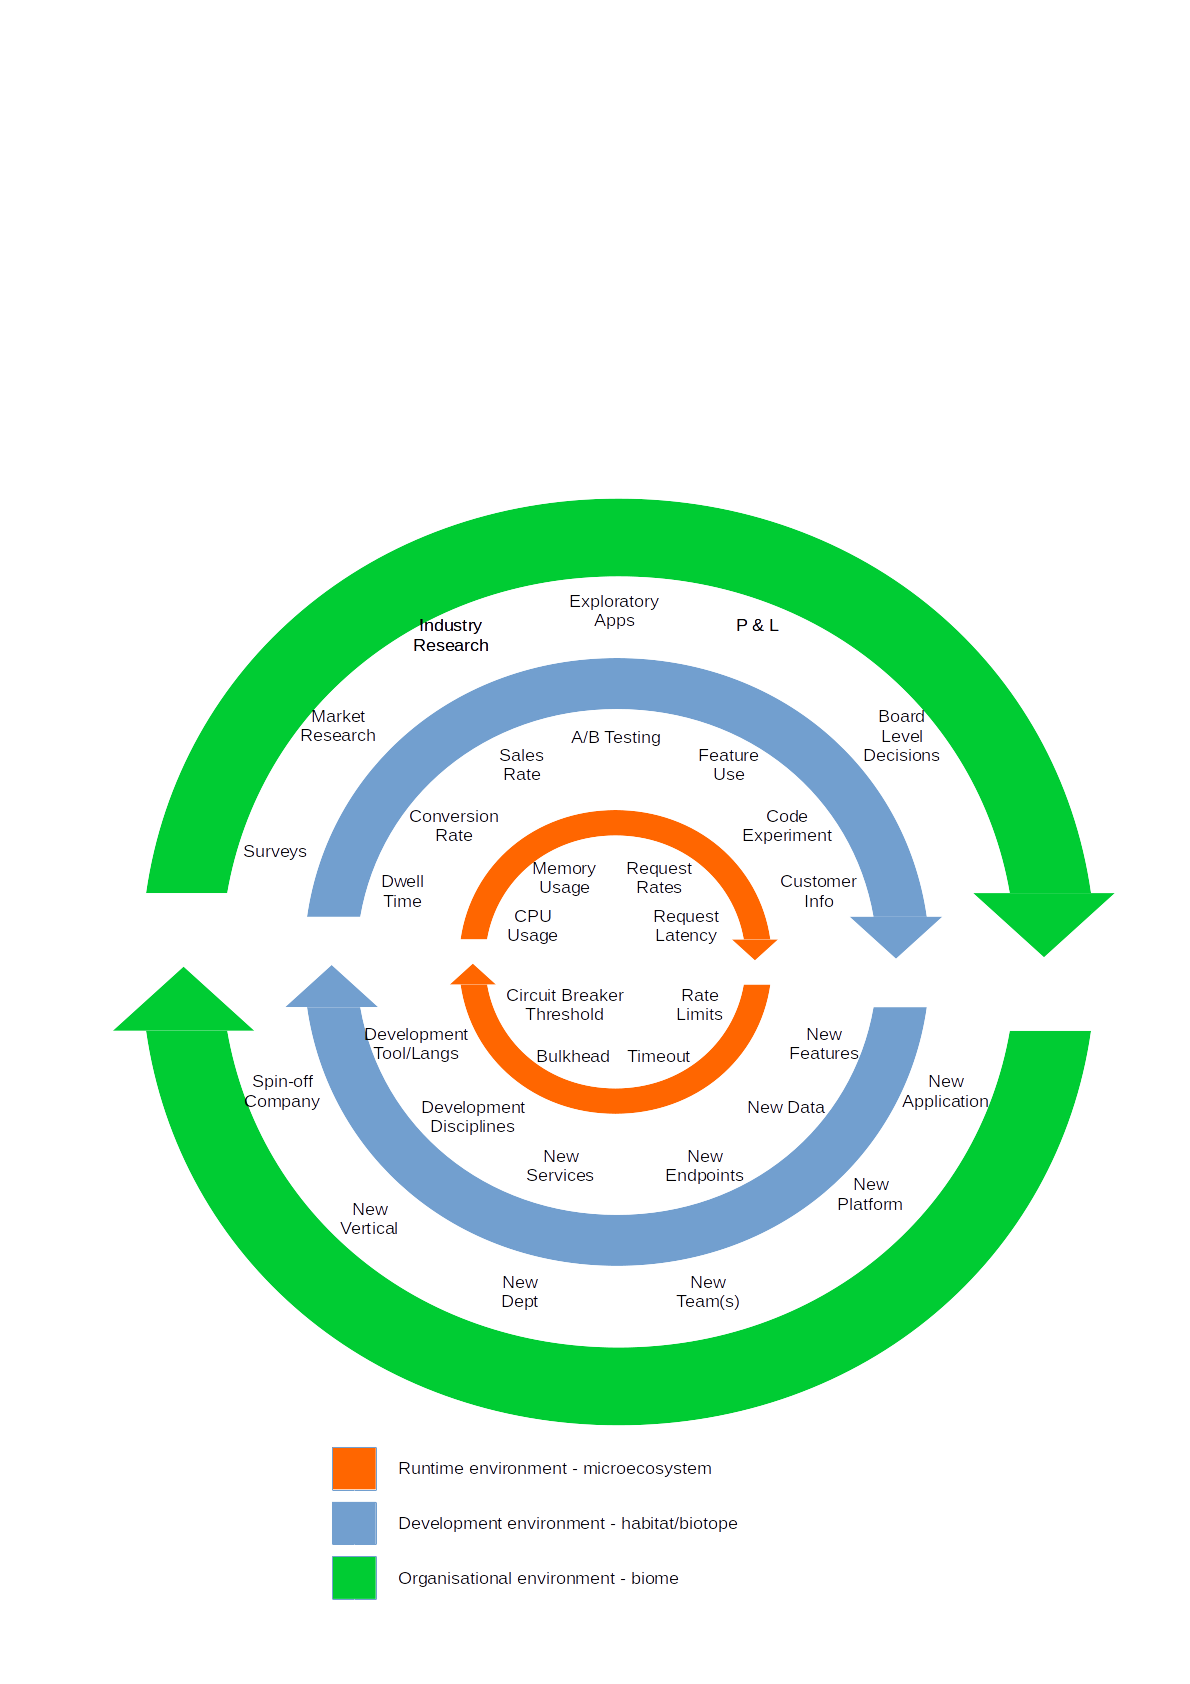 Exploratory
Apps
Industry
Research
P & L
Market
Research
Board
Level
Decisions
Surveys
A/B Testing
Sales
Rate
Feature
Use
Conversion
Rate
Code
Experiment
Dwell
Time
Customer
Info
Memory
Usage
Request
Rates
CPU
Usage
Request
Latency
Circuit Breaker
Threshold
Rate
Limits
Bulkhead
Timeout
Development
Tool/Langs
New
Features
Development
Disciplines
New Data
New
Services
New
Endpoints
Spin-off
Company
New
Application
New
Vertical
New
Platform
New
Dept
New
Team(s)
Runtime environment - microecosystem
Development environment - habitat/biotope
Organisational environment - biome